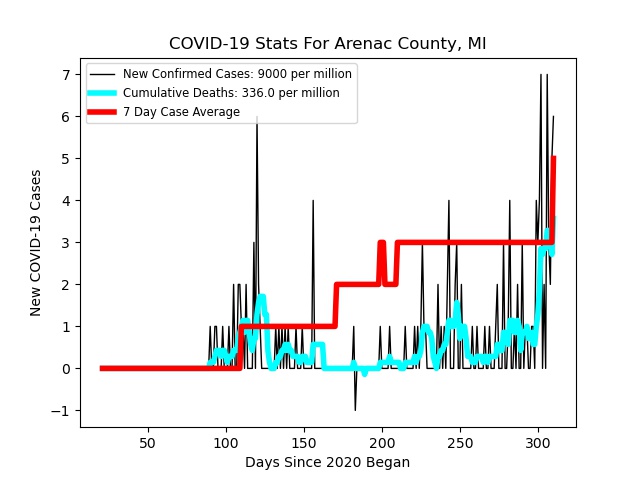 COVID-19 Stats For Arenac County, MI
New Confirmed Cases: 9000 per million
Cumulative Deaths: 336.0 per million
7 Day Case Average
New COVID-19 Cases
7
6
5
4
3
2
1
0
−1
50 100 150 200 250 300
Days Since 2020 Began